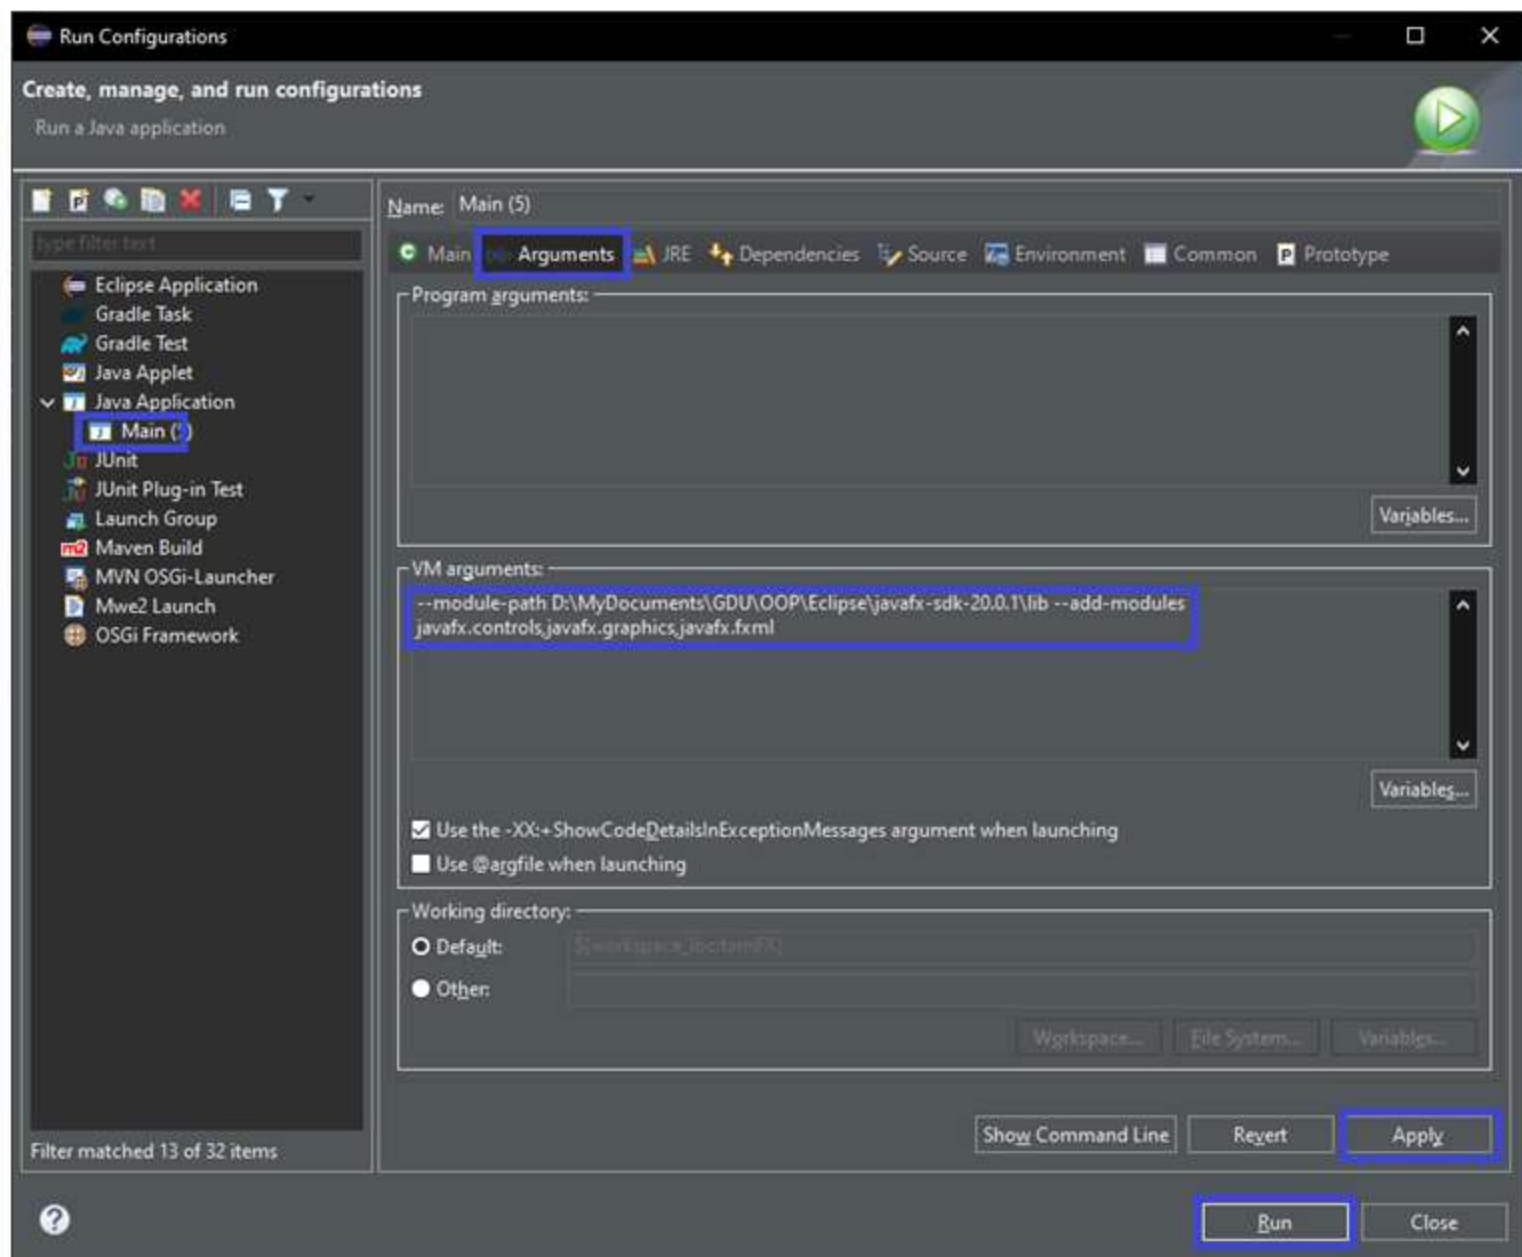 Run Configurations
Create, manage, and run configurations
Run a Java application
type filter text
Eclipse Application
Gradle Task
Gradle Test
Java Applet
Java Application
Main (
)
JUnit
JUnit Plug-in Test
Launch Group
Maven Build
MVN OSGi-Launcher
Mwe2 Launch
OSGi Framework
Filter matched 13 of 32 items
Name: Main (5)
Main Arguments JRE Dependencies Source Environment Common Prototype
Program arguments:
Variables...
VM arguments:
--module-path D:\MyDocuments\GDU\OOP\Eclipse\javafx-sdk-20.0.1\lib --add-modules
javafx.controls,javafx.graphics,javafx.fxml
Variables...
Use the -XX:+ShowCodeDetailsInExceptionMessages argument when launching
Use @argfile when launching
Working directory:
Default:
Other:
Workspace... File System... Variables...
Show Command Line Revert Apply
Run Close